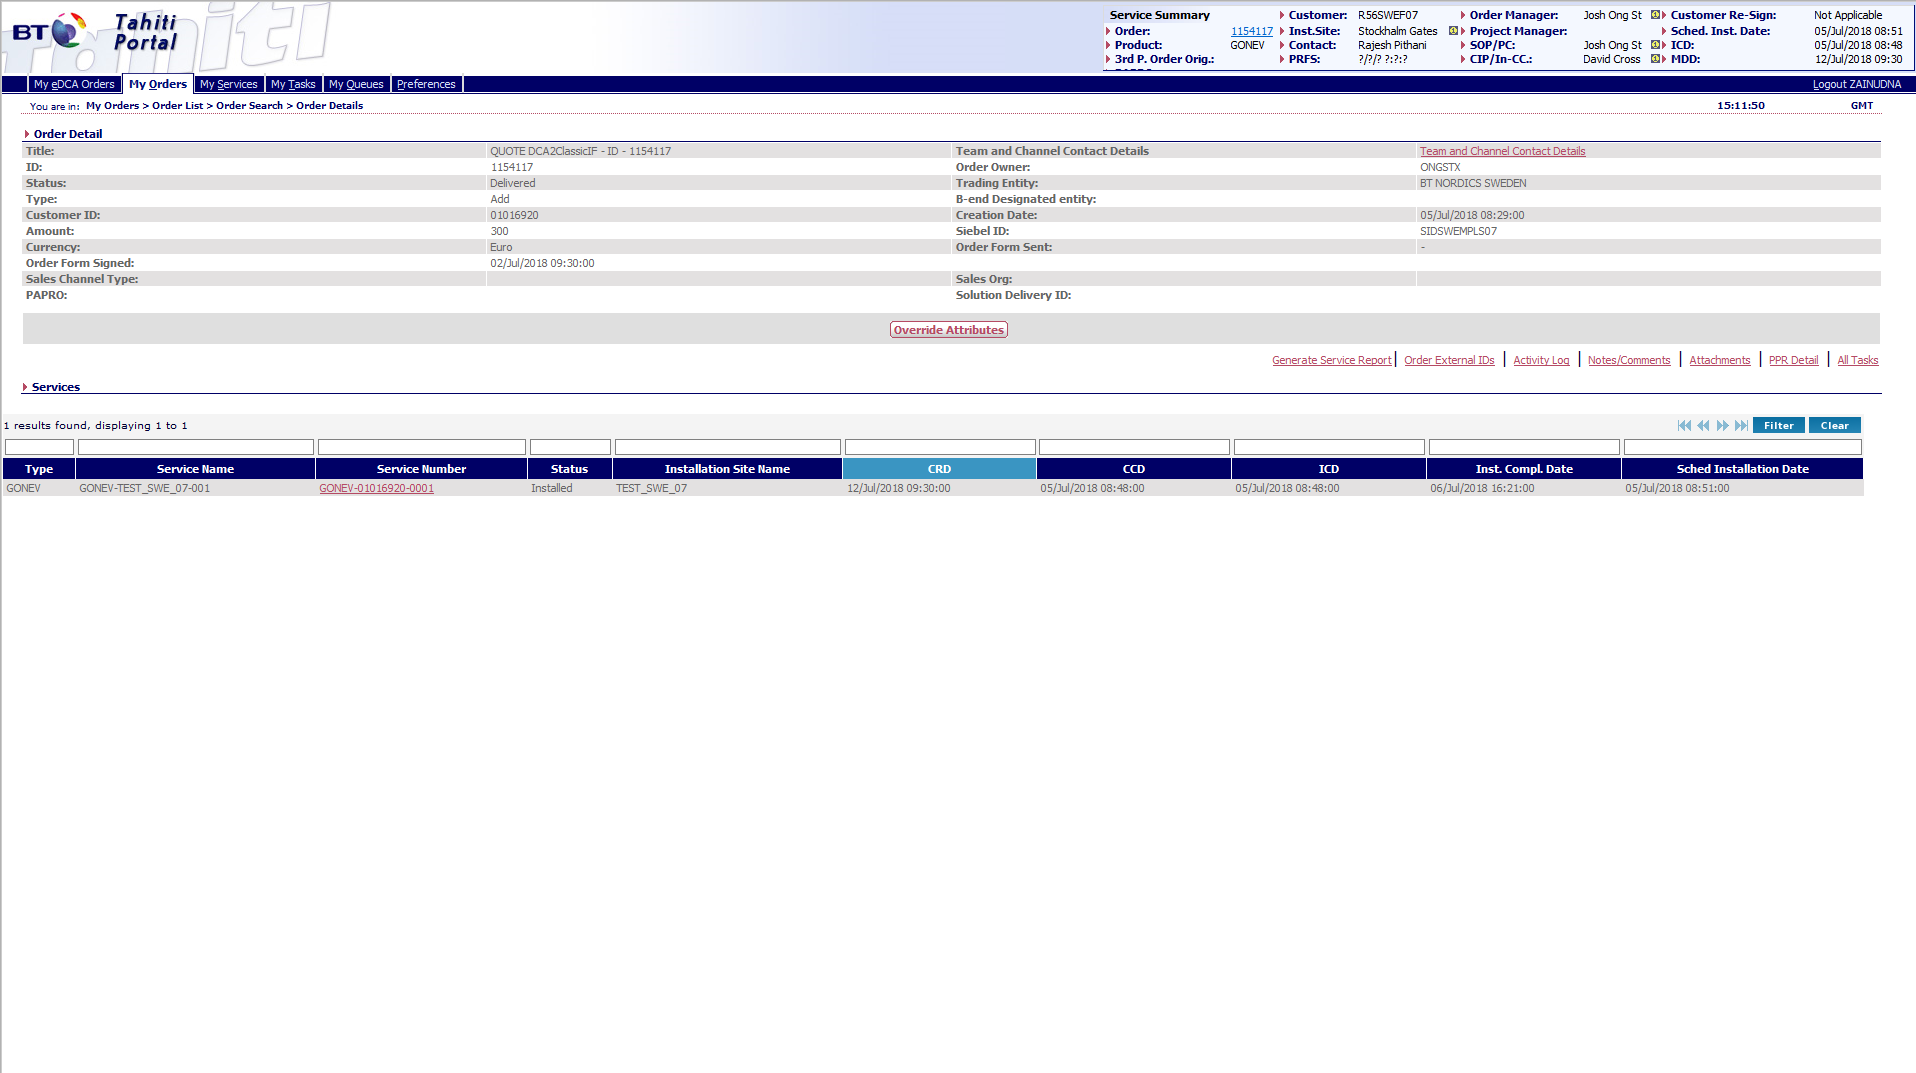 BT Tahiti Portal
Service Summary Customer: R56SWEF07 Order Manager: Josh Ong St Customer Re-Sign: Not Applicable
Order: 1154117 Inst.Site: Stockhalm Gates Project Manager: Sched. Inst. Date: 05/Jul/2018 08:51
Product: GONEV Contact: Rajesh Pithani SOP/PC: Josh Ong St ICD: 05/Jul/2018 08:48
3rd P. Order Orig.: PRFS: ?/?/? ?:?:? CIP/In-CC.: David Cross MDD: 12/Jul/2018 09:30
My eDCA Orders My Orders My Services My Tasks My Queues Preferences Logout ZAINUDNA
You are in: My Orders > Order List > Order Search > Order Details 15:11:50 GMT
Order Detail
Title: QUOTE DCA2ClassicIF - ID - 1154117 Team and Channel Contact Details Team and Channel Contact Details
ID: 1154117 Order Owner: ONGSTX
Status: Delivered Trading Entity: BT NORDICS SWEDEN
Type: Add B-end Designated entity:
Customer ID: 01016920 Creation Date: 05/Jul/2018 08:29:00
Amount: 300 Siebel ID: SIDSWEMPLS07
Currency: Euro Order Form Sent: -
Order Form Signed: 02/Jul/2018 09:30:00
Sales Channel Type: Sales Org:
PAPRO: Solution Delivery ID:
Override Attributes
Generate Service Report Order External IDs Activity Log Notes/Comments Attachments PPR Detail All Tasks
Services
1 results found, displaying 1 to 1 Filter Clear
Type Service Name Service Number Status Installation Site Name CRD CCD ICD Inst. Compl. Date Sched Installation Date
GONEV GONEV-TEST_SWE_07-001 GONEV-01016920-0001 Installed TEST_SWE_07 12/Jul/2018 09:30:00 05/Jul/2018 08:48:00 05/Jul/2018 08:48:00 06/Jul/2018 16:21:00 05/Jul/2018 08:51:00